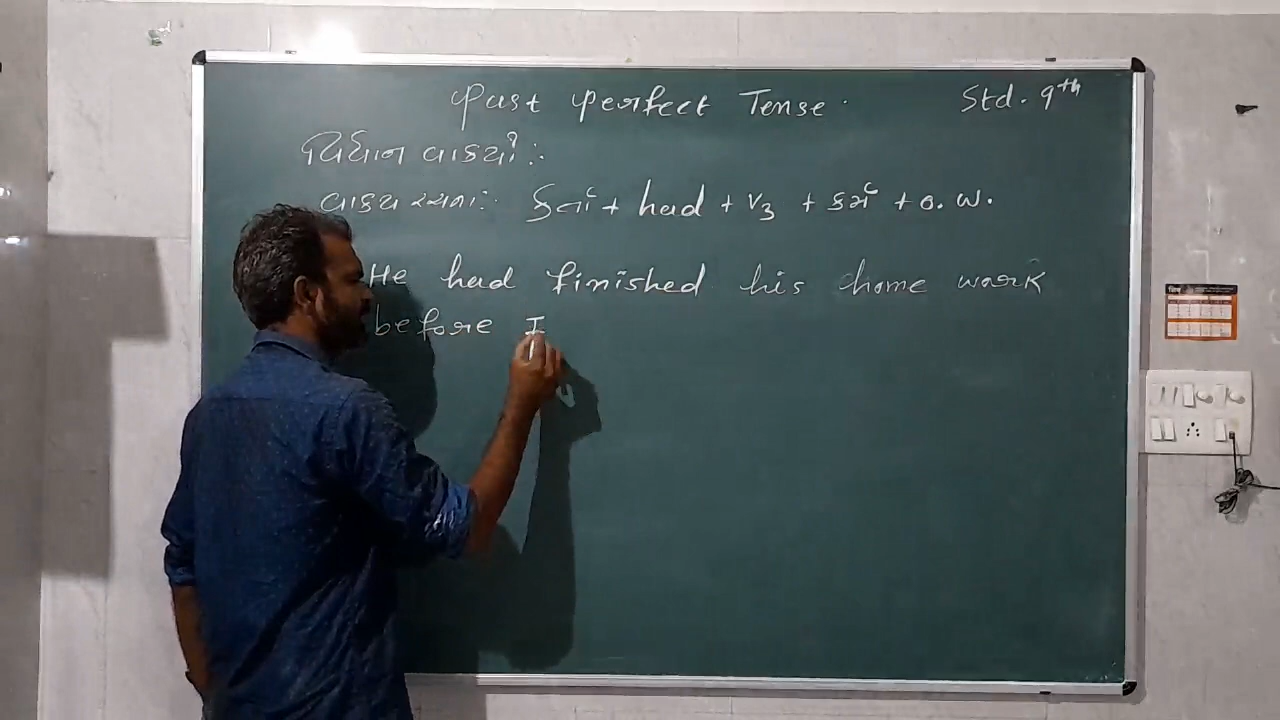 Past Perfect Tense. Std. 9th
વિધાન વાક્યો :.
વાક્ય રચના :. કર્તા + had + V3 + કર્મ + o. w.
He had finished his home work
before I